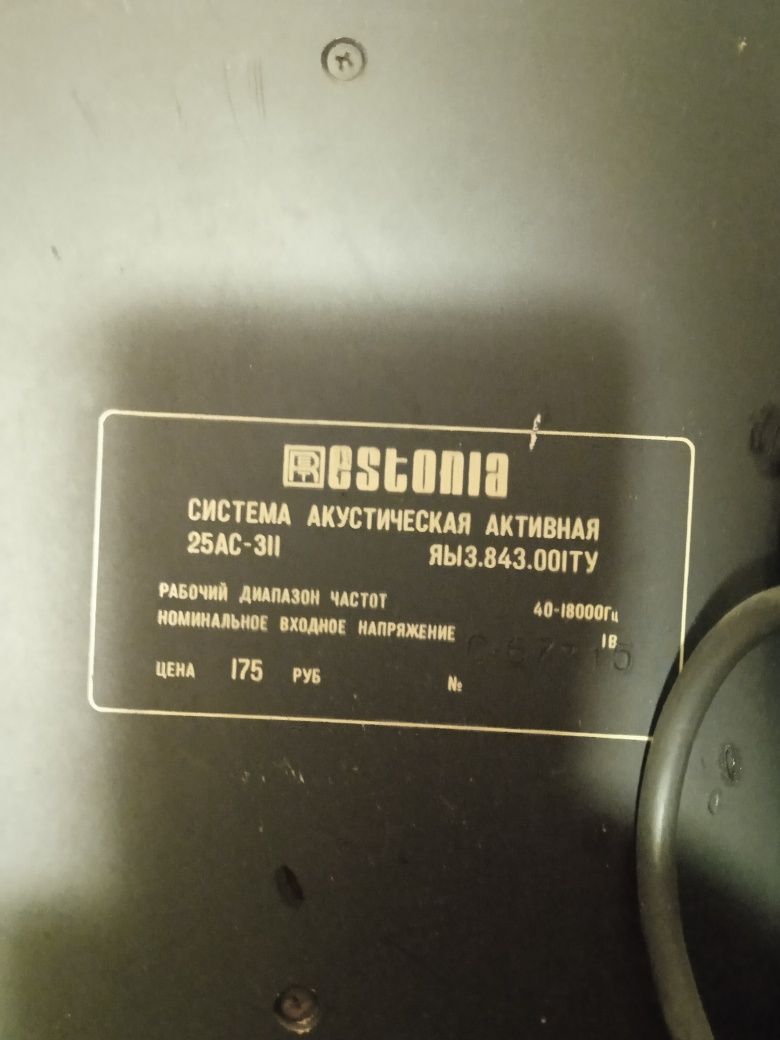 RET estonia
СИСТЕМА АКУСТИЧЕСКАЯ АКТИВНАЯ
25АС-311 ЯЫ3.843.001ТУ
РАБОЧИЙ ДИАПАЗОН ЧАСТОТ 40-18000Гц
НОМИНАЛЬНОЕ ВХОДНОЕ НАПРЯЖЕНИЕ 1В
ЦЕНА 175 РУБ №